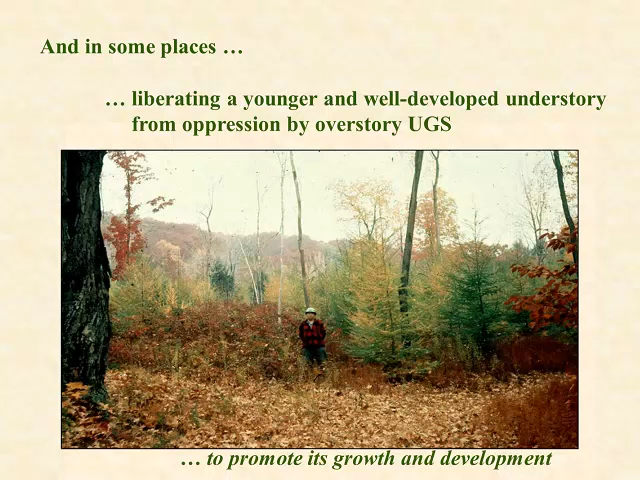 And in some places …
… liberating a younger and well-developed understory
from oppression by overstory UGS
… to promote its growth and development